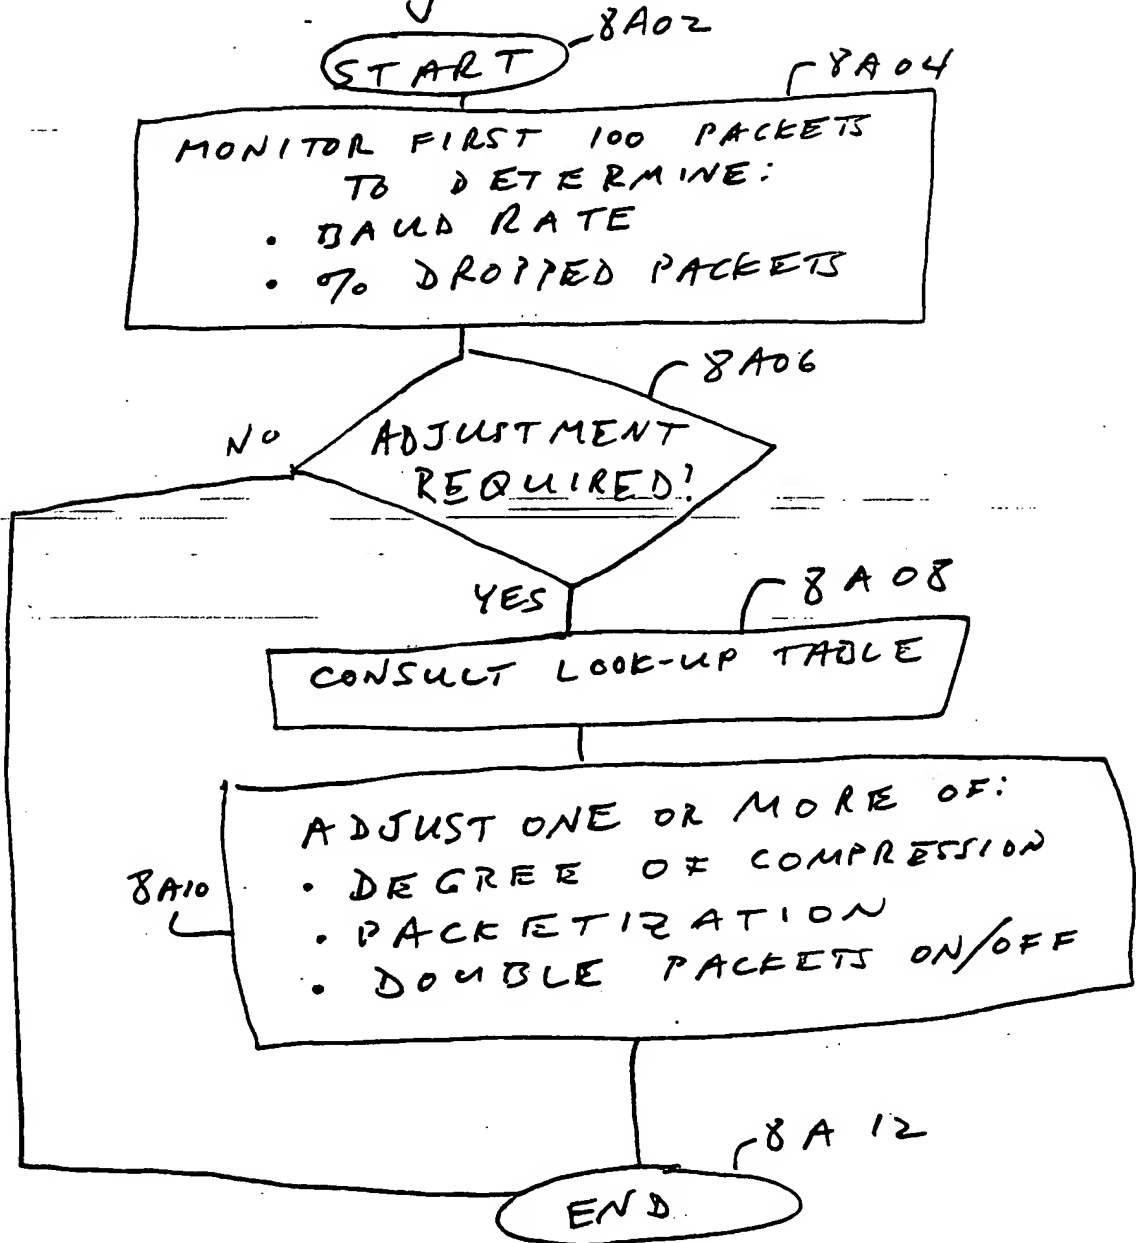 8A02
START
8A04
MONITOR FIRST 100 PACKETS
TO DETERMINE:
• BAUD RATE
• % DROPPED PACKETS
8A06
NO
ADJUSTMENT
REQUIRED?
YES
8A08
CONSULT LOOK-UP TABLE
ADJUST ONE OR MORE OF:
• DEGREE OF COMPRESSION
8A10
• PACKETIZATION
• DOUBLE PACKETS ON/OFF
8A12
END